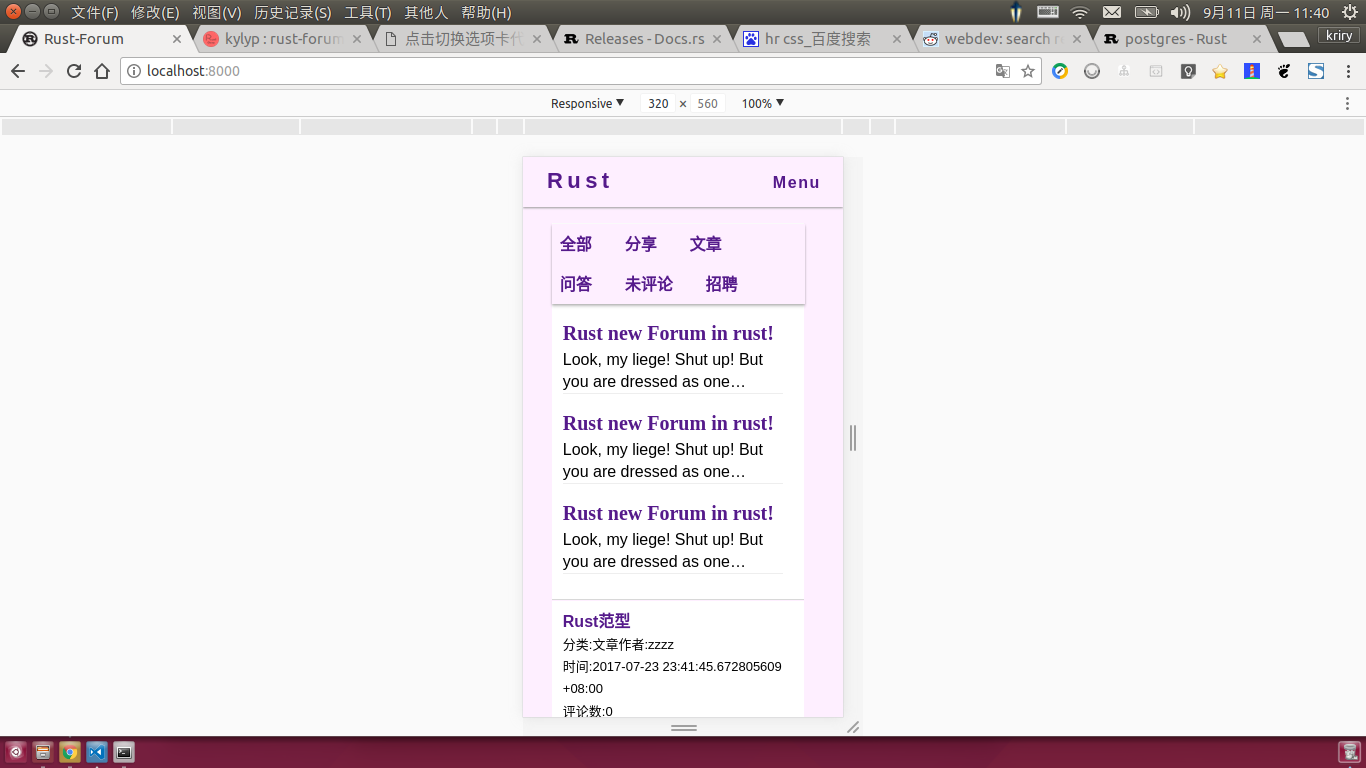 文件(F) 修改(E) 视图(V) 历史记录(S) 工具(T) 其他人 帮助(H) 9月11日 周一 11:40
Rust-Forum kylyp : rust-forum 点击切换选项卡代 Releases - Docs.rs hr css_百度搜索 webdev: search re postgres - Rust kriry
localhost:8000
Responsive 320 × 560 100%
Rust Menu
全部 分享 文章
问答 未评论 招聘
Rust new Forum in rust!
Look, my liege! Shut up! But
you are dressed as one…
Rust new Forum in rust!
Look, my liege! Shut up! But
you are dressed as one…
Rust new Forum in rust!
Look, my liege! Shut up! But
you are dressed as one…
Rust范型
分类:文章作者:zzzz
时间:2017-07-23 23:41:45.672805609
+08:00
评论数:0